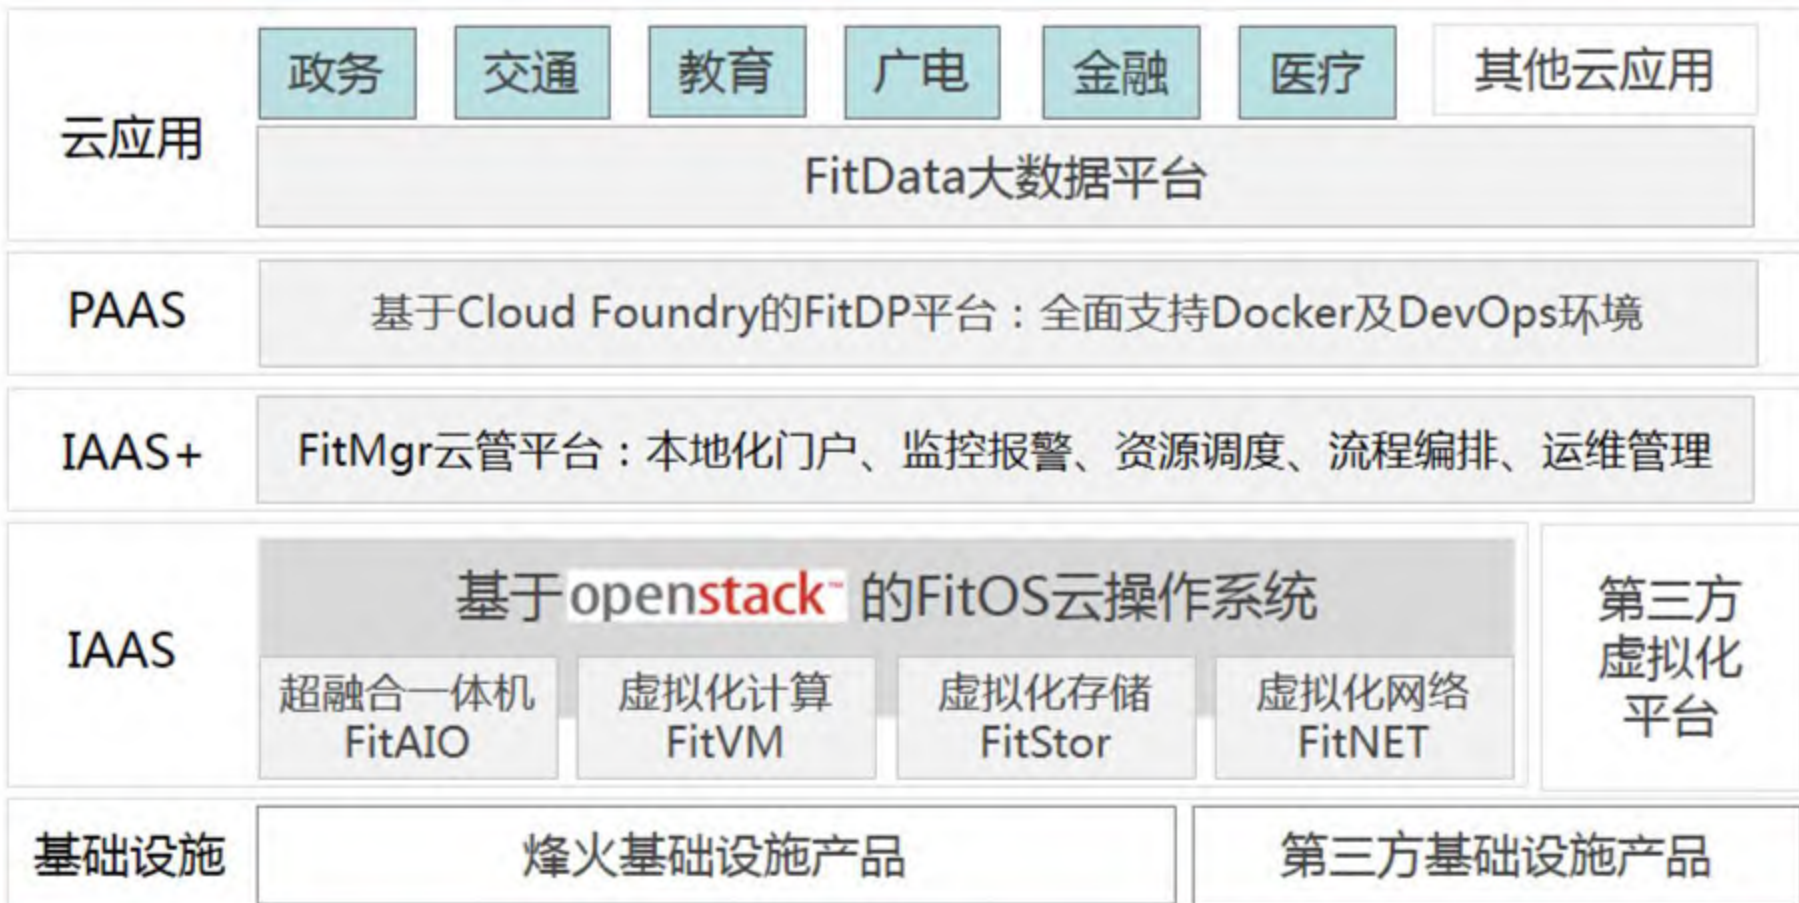 政务 交通 教育 广电 金融 医疗 其他云应用
云应用
FitData大数据平台
PAAS
基于Cloud Foundry的FitDP平台：全面支持Docker及DevOps环境
IAAS+
FitMgr云管平台：本地化门户、监控报警、资源调度、流程编排、运维管理
IAAS
基于openstack™的FitOS云操作系统
超融合一体机
FitAIO
虚拟化计算
FitVM
虚拟化存储
FitStor
虚拟化网络
FitNET
第三方
虚拟化
平台
基础设施
烽火基础设施产品
第三方基础设施产品